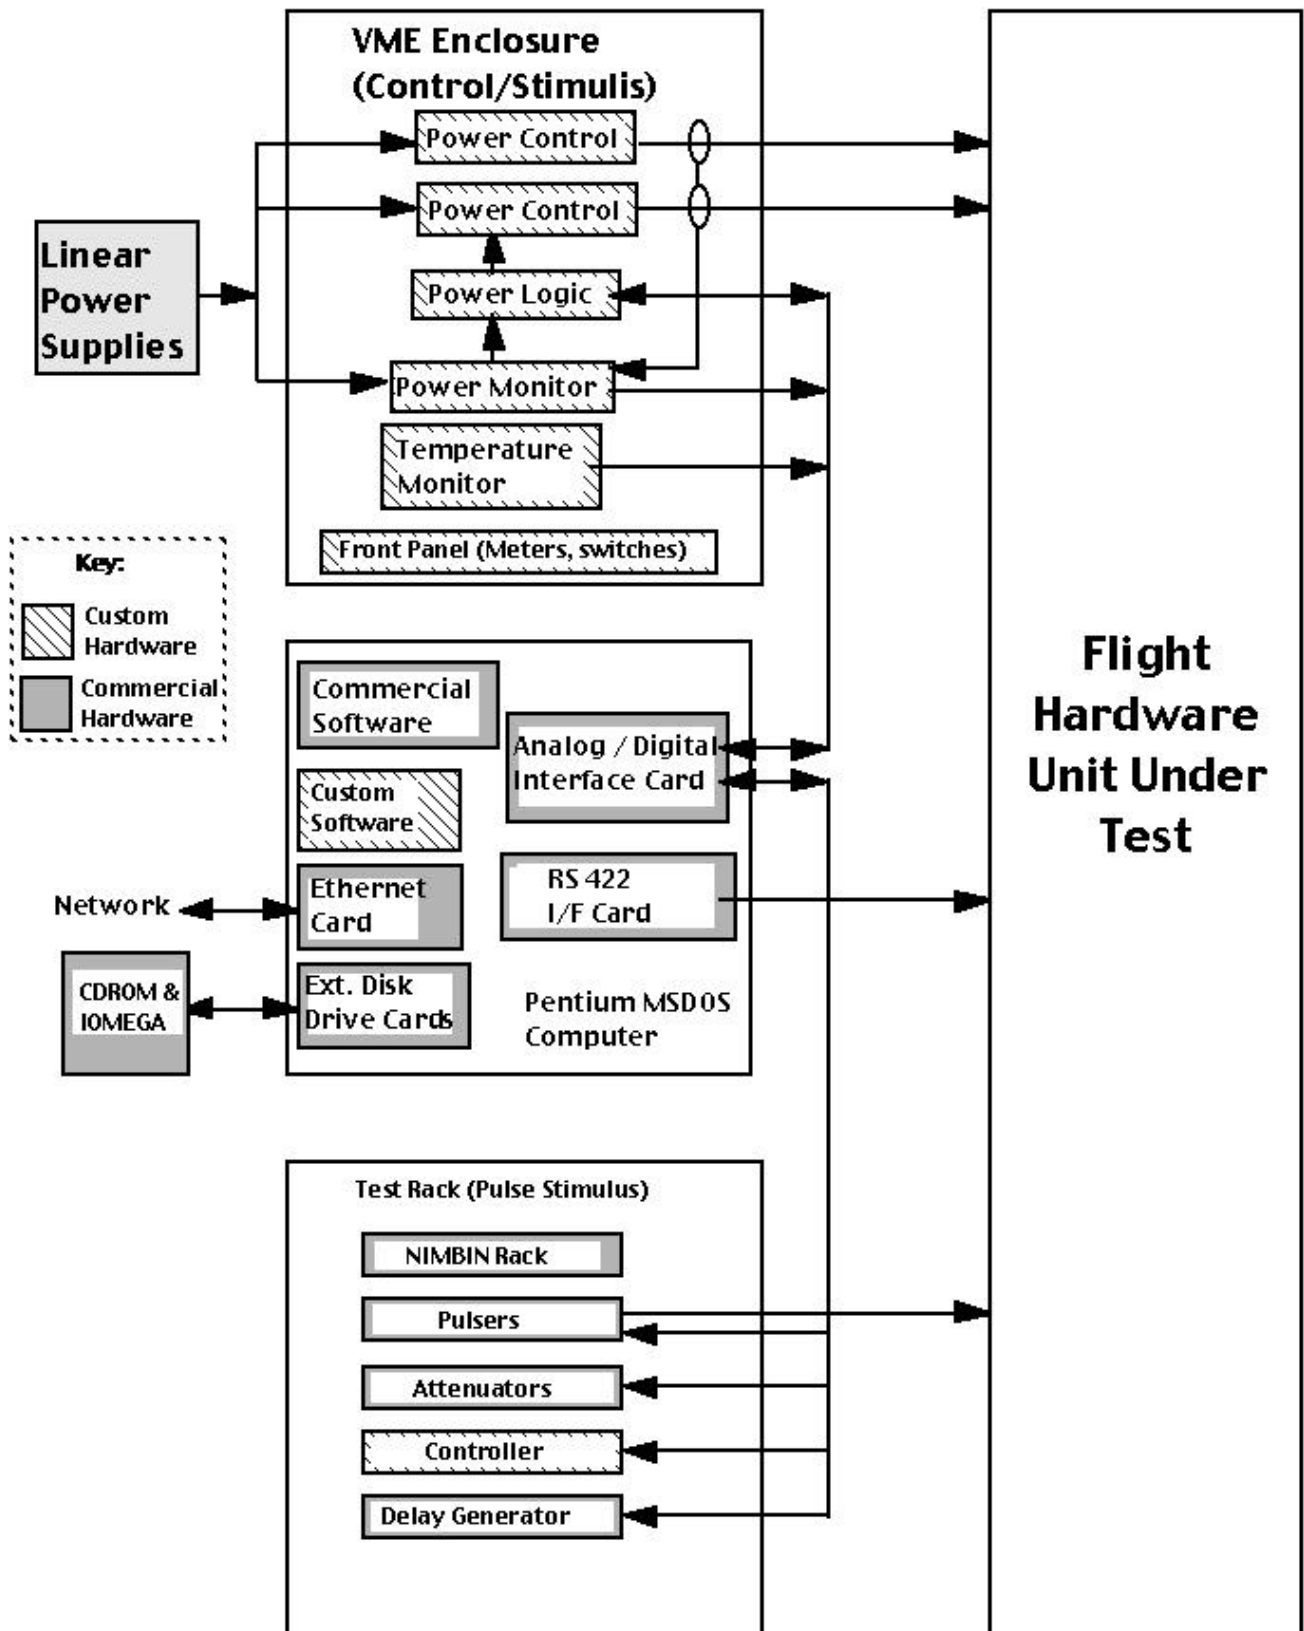 VME Enclosure
(Control/Stimulis)
Power Control
Power Control
Linear
Power
Supplies
Power Logic
Power Monitor
Temperature
Monitor
Front Panel (Meters, switches)
Key:
Custom
Hardware
Commercial
Hardware
Commercial
Software
Analog / Digital
Interface Card
Custom
Software
Ethernet
Card
RS 422
I/F Card
Network
CDROM &
IOMEGA
Ext. Disk
Drive Cards
Pentium MSDOS
Computer
Flight
Hardware
Unit Under
Test
Test Rack (Pulse Stimulus)
NIMBIN Rack
Pulsers
Attenuators
Controller
Delay Generator